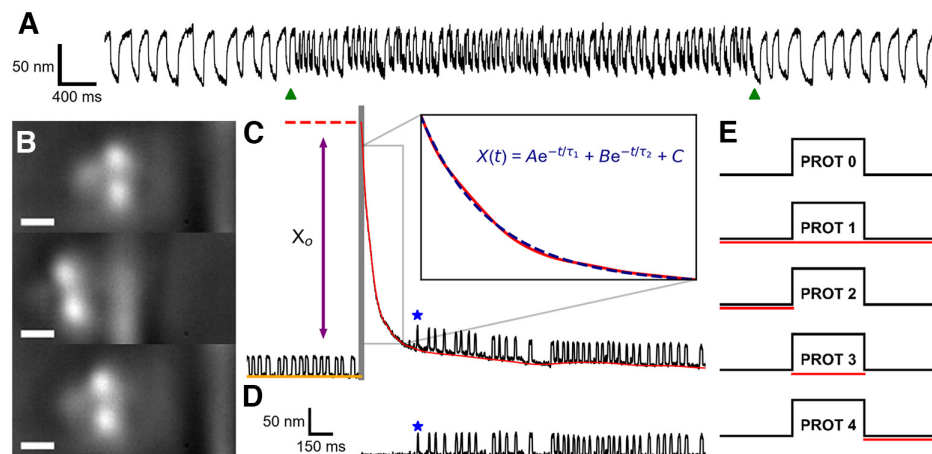 A
50 nm
400 ms
B
C
E
X(t) = Ae^{-t/τ₁} + Be^{-t/τ₂} + C
X_o
PROT 0
PROT 1
PROT 2
PROT 3
PROT 4
D
50 nm
150 ms